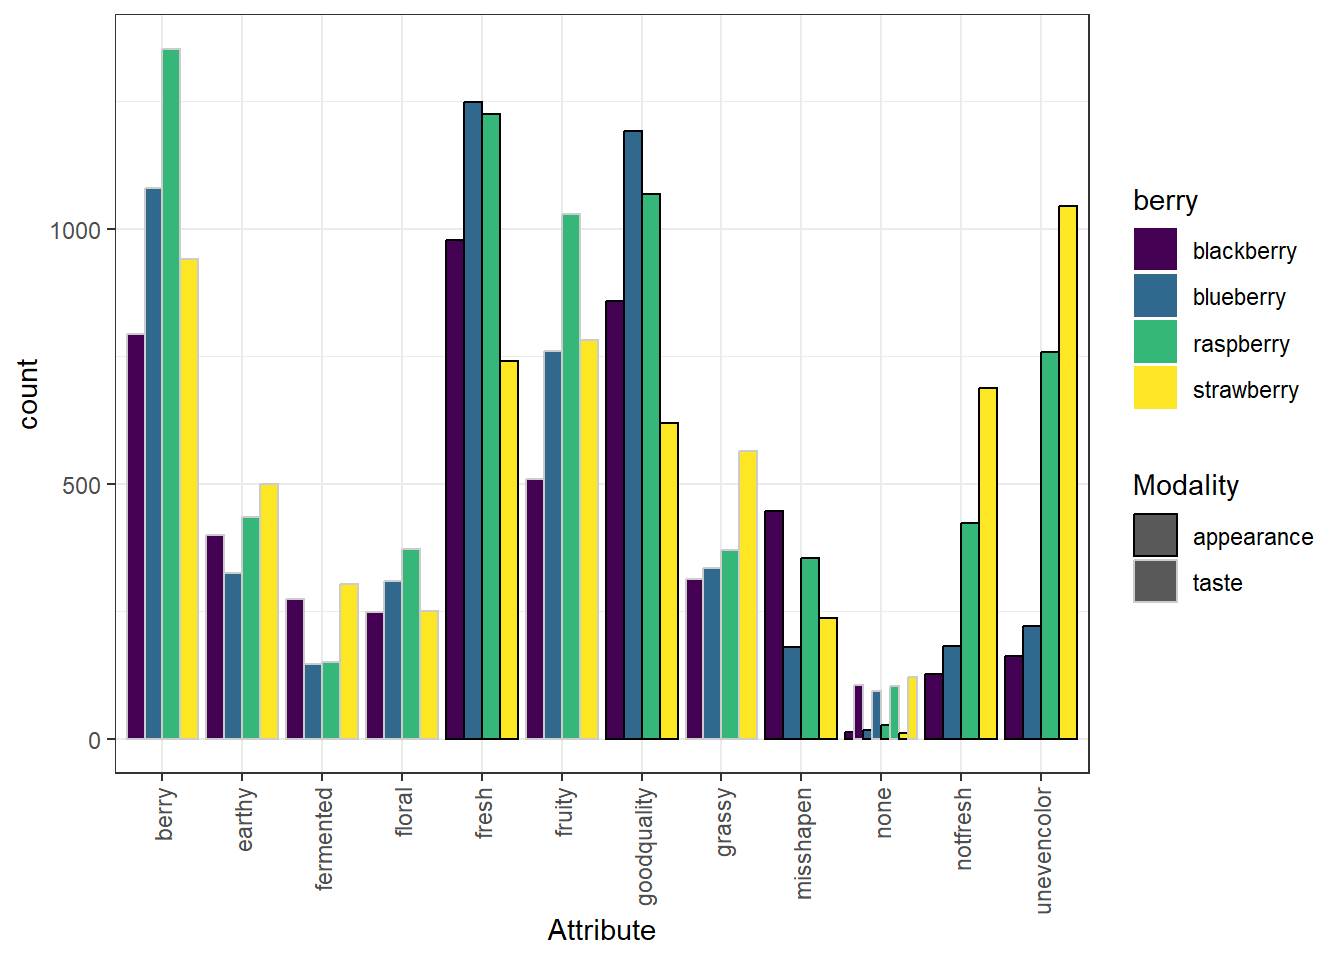 count
1000
500
0
berry
earthy
fermented
floral
fresh
fruity
goodquality
grassy
misshapen
none
notfresh
unevencolor
Attribute
berry
blackberry
blueberry
raspberry
strawberry
Modality
appearance
taste